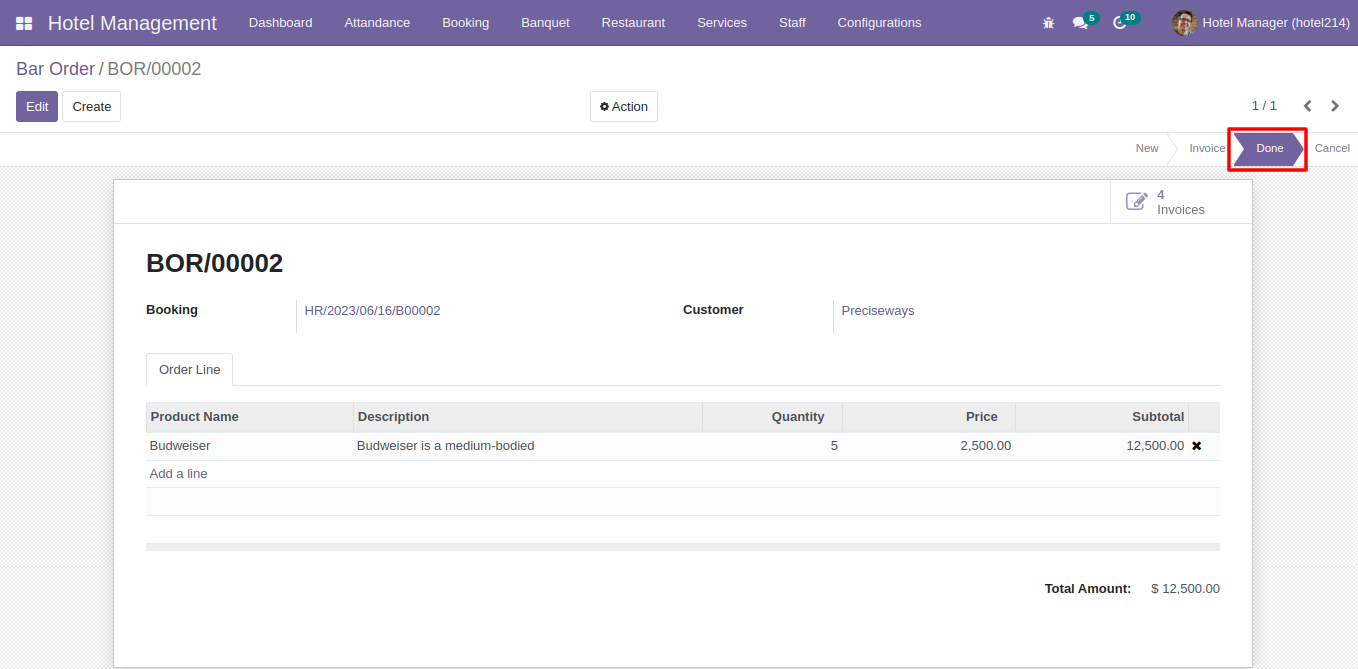 Hotel Management Dashboard Attandance Booking Banquet Restaurant Services Staff Configurations 5 10 Hotel Manager (hotel214)
Bar Order / BOR/00002
Edit Create Action 1 / 1
New Invoice Done Cancel
4
Invoices
BOR/00002
Booking HR/2023/06/16/B00002 Customer Preciseways
Order Line
Product Name Description Quantity Price Subtotal
Budweiser Budweiser is a medium-bodied 5 2,500.00 12,500.00
Add a line
Total Amount: $ 12,500.00